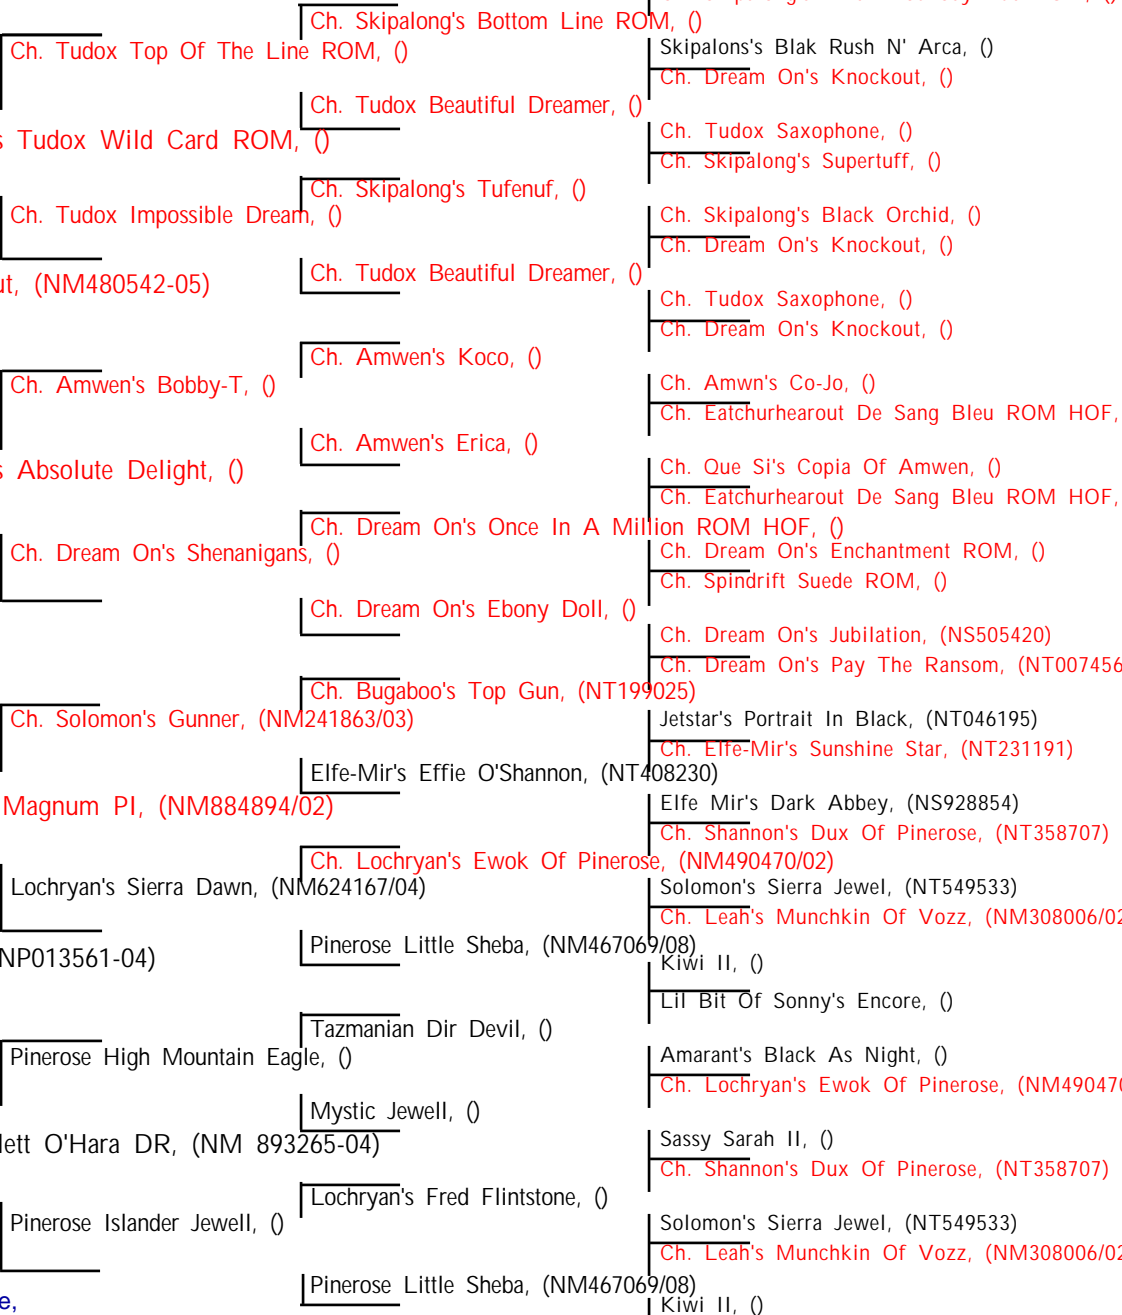 Ch. Skipalong's Bottom Line ROM, ()
Skipalons's Blak Rush N' Arca, ()
Ch. Tudox Top Of The Line ROM, ()
Ch. Dream On's Knockout, ()
Ch. Tudox Beautiful Dreamer, ()
Ch. Tudox Saxophone, ()
s Tudox Wild Card ROM, ()
Ch. Skipalong's Supertuff, ()
Ch. Skipalong's Tufenuf, ()
Ch. Tudox Impossible Dream, ()
Ch. Skipalong's Black Orchid, ()
Ch. Dream On's Knockout, ()
Ch. Tudox Beautiful Dreamer, ()
ut, (NM480542-05)
Ch. Tudox Saxophone, ()
Ch. Dream On's Knockout, ()
Ch. Amwen's Koco, ()
Ch. Amwen's Bobby-T, ()
Ch. Amwn's Co-Jo, ()
Ch. Eatchurhearout De Sang Bleu ROM HOF,
Ch. Amwen's Erica, ()
Ch. Que Si's Copia Of Amwen, ()
s Absolute Delight, ()
Ch. Eatchurhearout De Sang Bleu ROM HOF,
Ch. Dream On's Once In A Million ROM HOF, ()
Ch. Dream On's Shenanigans, ()
Ch. Dream On's Enchantment ROM, ()
Ch. Spindrift Suede ROM, ()
Ch. Dream On's Ebony Doll, ()
Ch. Dream On's Jubilation, (NS505420)
Ch. Dream On's Pay The Ransom, (NT007456
Ch. Bugaboo's Top Gun, (NT199025)
Ch. Solomon's Gunner, (NM241863/03)
Jetstar's Portrait In Black, (NT046195)
Ch. Elfe-Mir's Sunshine Star, (NT231191)
Elfe-Mir's Effie O'Shannon, (NT408230)
Magnum PI, (NM884894/02)
Elfe Mir's Dark Abbey, (NS928854)
Ch. Shannon's Dux Of Pinerose, (NT358707)
Ch. Lochryan's Ewok Of Pinerose, (NM490470/02)
Lochryan's Sierra Dawn, (NM624167/04)
Solomon's Sierra Jewel, (NT549533)
Ch. Leah's Munchkin Of Vozz, (NM308006/02
Pinerose Little Sheba, (NM467069/08)
NP013561-04)
Kiwi II, ()
Lil Bit Of Sonny's Encore, ()
Tazmanian Dir Devil, ()
Pinerose High Mountain Eagle, ()
Amarant's Black As Night, ()
Ch. Lochryan's Ewok Of Pinerose, (NM490470
Mystic Jewell, ()
lett O'Hara DR, (NM 893265-04)
Sassy Sarah II, ()
Ch. Shannon's Dux Of Pinerose, (NT358707)
Lochryan's Fred Flintstone, ()
Pinerose Islander Jewell, ()
Solomon's Sierra Jewel, (NT549533)
Ch. Leah's Munchkin Of Vozz, (NM308006/02
Pinerose Little Sheba, (NM467069/08)
e,
Kiwi II, ()